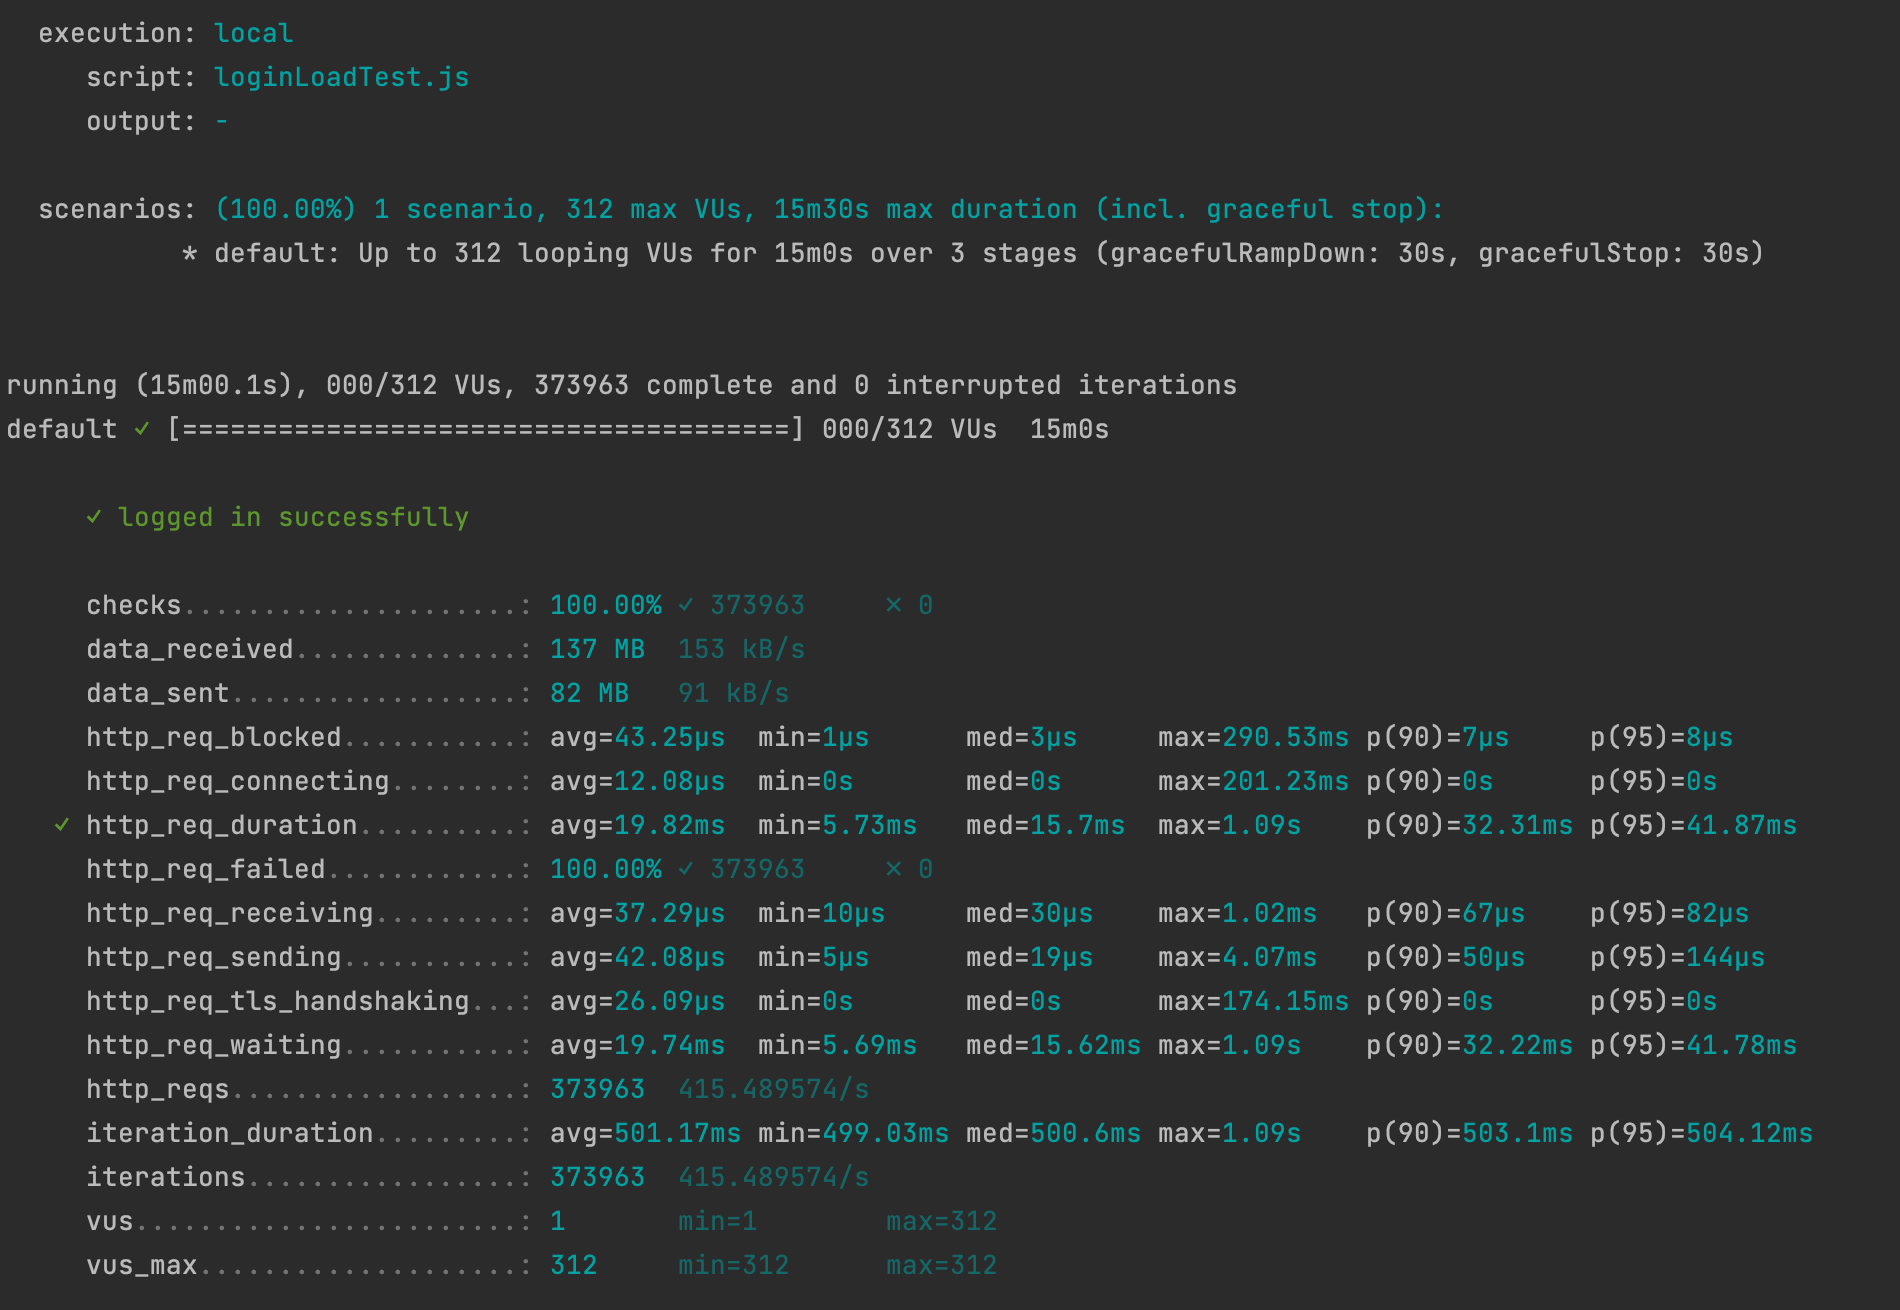 execution: local
script: loginLoadTest.js
output: -
scenarios: (100.00%) 1 scenario, 312 max VUs, 15m30s max duration (incl. graceful stop):
* default: Up to 312 looping VUs for 15m0s over 3 stages (gracefulRampDown: 30s, gracefulStop: 30s)
running (15m00.1s), 000/312 VUs, 373963 complete and 0 interrupted iterations
default ✓ [======================================] 000/312 VUs  15m0s
✓ logged in successfully
checks.....................: 100.00% ✓ 373963     ✗ 0
data_received..............: 137 MB  153 kB/s
data_sent..................: 82 MB   91 kB/s
http_req_blocked...........: avg=43.25µs  min=1µs      med=3µs     max=290.53ms p(90)=7µs     p(95)=8µs
http_req_connecting........: avg=12.08µs  min=0s       med=0s      max=201.23ms p(90)=0s      p(95)=0s
✓ http_req_duration..........: avg=19.82ms  min=5.73ms   med=15.7ms  max=1.09s    p(90)=32.31ms p(95)=41.87ms
http_req_failed............: 100.00% ✓ 373963     ✗ 0
http_req_receiving.........: avg=37.29µs  min=10µs     med=30µs    max=1.02ms   p(90)=67µs    p(95)=82µs
http_req_sending...........: avg=42.08µs  min=5µs      med=19µs    max=4.07ms   p(90)=50µs    p(95)=144µs
http_req_tls_handshaking...: avg=26.09µs  min=0s       med=0s      max=174.15ms p(90)=0s      p(95)=0s
http_req_waiting...........: avg=19.74ms  min=5.69ms   med=15.62ms max=1.09s    p(90)=32.22ms p(95)=41.78ms
http_reqs..................: 373963  415.489574/s
iteration_duration.........: avg=501.17ms min=499.03ms med=500.6ms max=1.09s    p(90)=503.1ms p(95)=504.12ms
iterations.................: 373963  415.489574/s
vus........................: 1       min=1        max=312
vus_max....................: 312     min=312      max=312